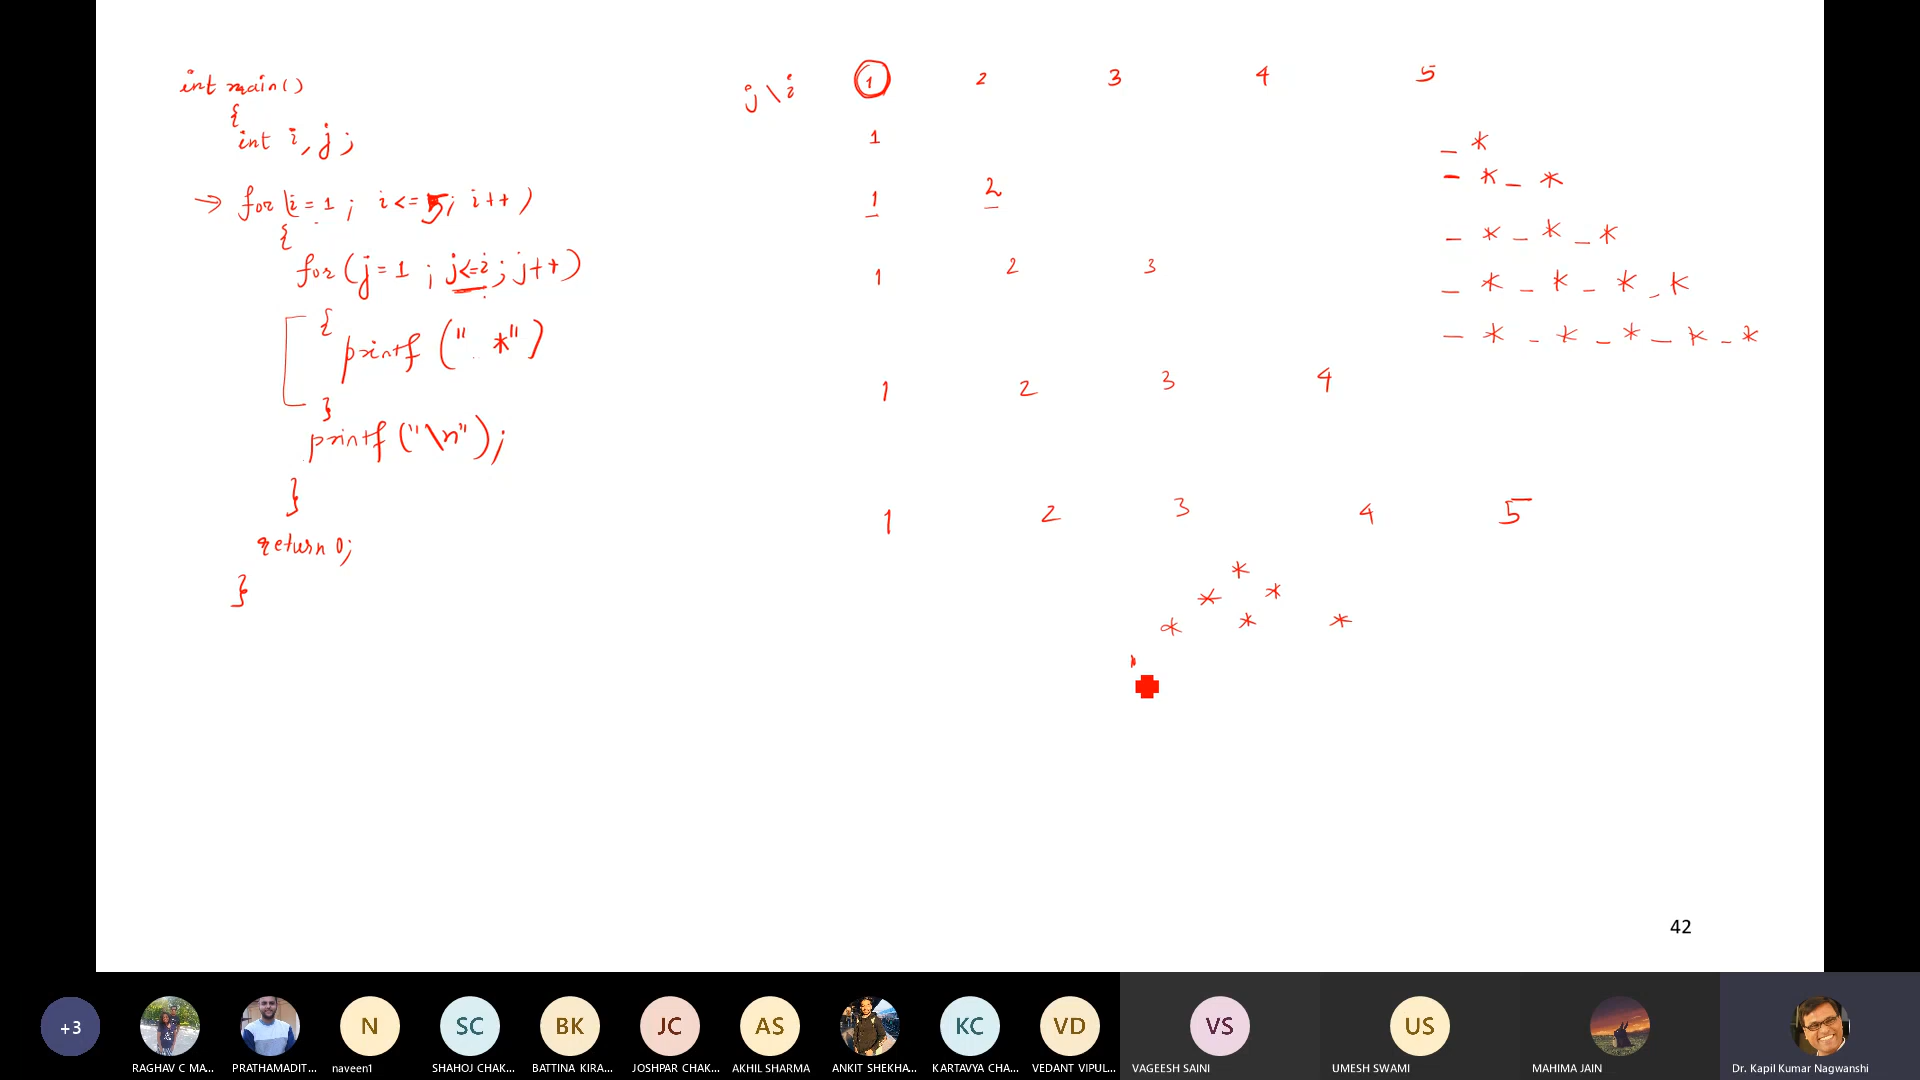 int main()
{
int i, j;
→ for (i = 1; i <= 5; i++)
{
for (j = 1; j<=i; j++)
{
printf (" *")
}
printf ("\n");
}
return 0;
}
j \ i 1 2 3 4 5
1
1 2
1 2 3
1 2 3 4
1 2 3 4 5
_ *
_ * _ *
_ * _ * _ *
_ * _ * _ * _ *
_ * _ * _ * _ * _ *
*
* *
* * *
42
+3
N
SC
BK
JC
AS
KC
VD
VS
US
RAGHAV C MA...
PRATHAMADIT...
naveen1
SHAHOJ CHAK...
BATTINA KIRA...
JOSHPAR CHAK...
AKHIL SHARMA
ANKIT SHEKHA...
KARTAVYA CHA...
VEDANT VIPUL...
VAGEESH SAINI
UMESH SWAMI
MAHIMA JAIN
Dr. Kapil Kumar Nagwanshi